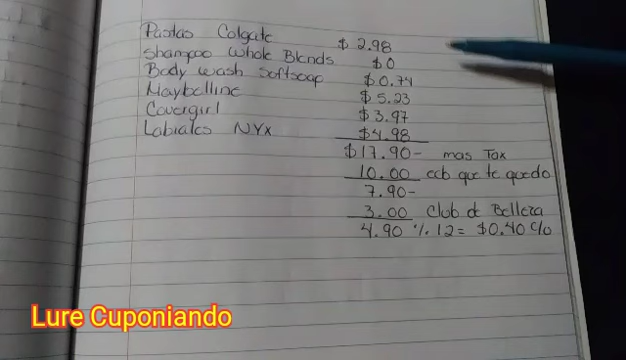 Pastas Colgate $2.98
Shampoo Whole Blends $0
Body wash Softsoap $0.74
Maybelline $5.23
Covergirl $3.97
Labiales NYX $4.98
$17.90- mas Tax
10.00 ecb que te quedo
7.90-
3.00 Club de Belleza
4.90 % 12 = $0.40 c/o
Lure Cuponiando